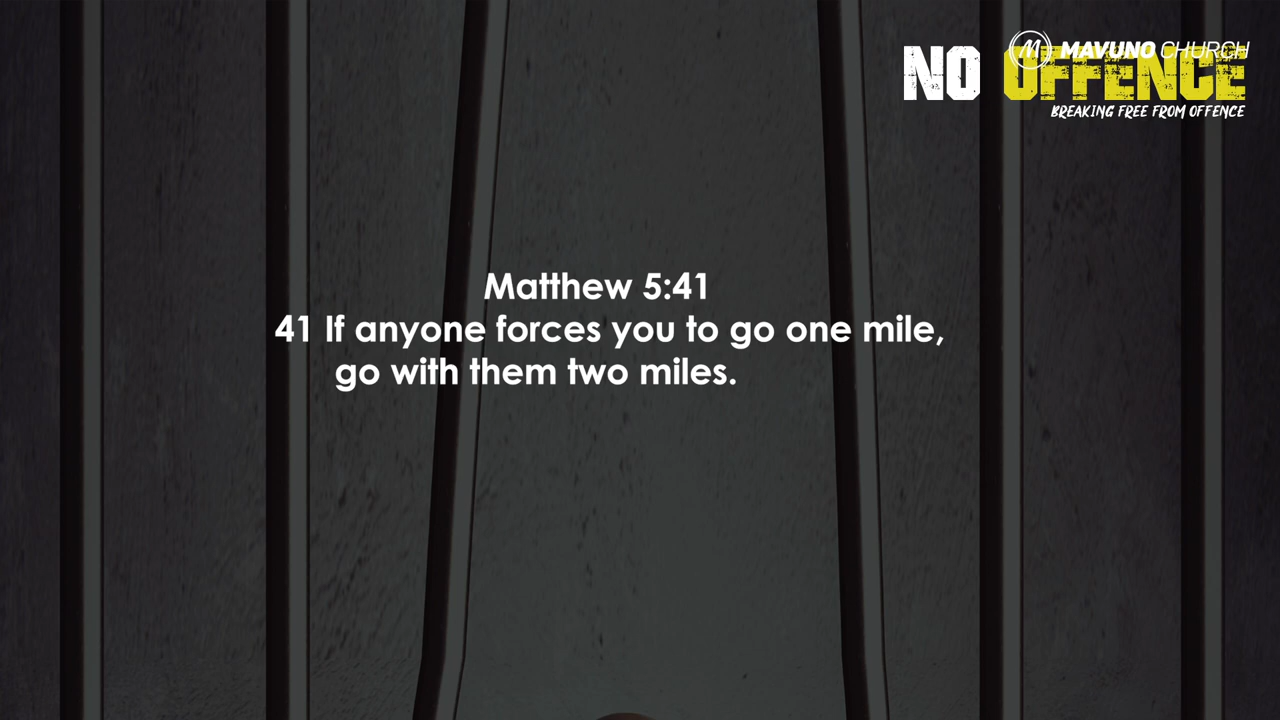 MAVUNO CHURCH
NO OFFENCE
BREAKING FREE FROM OFFENCE
Matthew 5:41
41 If anyone forces you to go one mile,
go with them two miles.